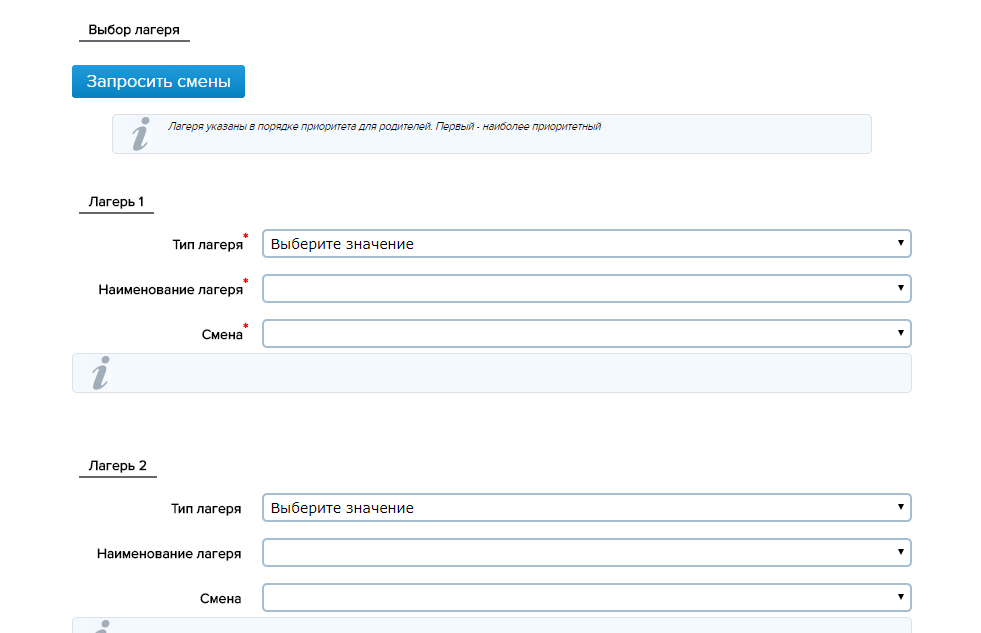 Выбор лагеря
Запросить смены
Лагеря указаны в порядке приоритета для родителей. Первый - наиболее приоритетный
Лагерь 1
Тип лагеря* Выберите значение
Наименование лагеря*
Смена*
Лагерь 2
Тип лагеря Выберите значение
Наименование лагеря
Смена